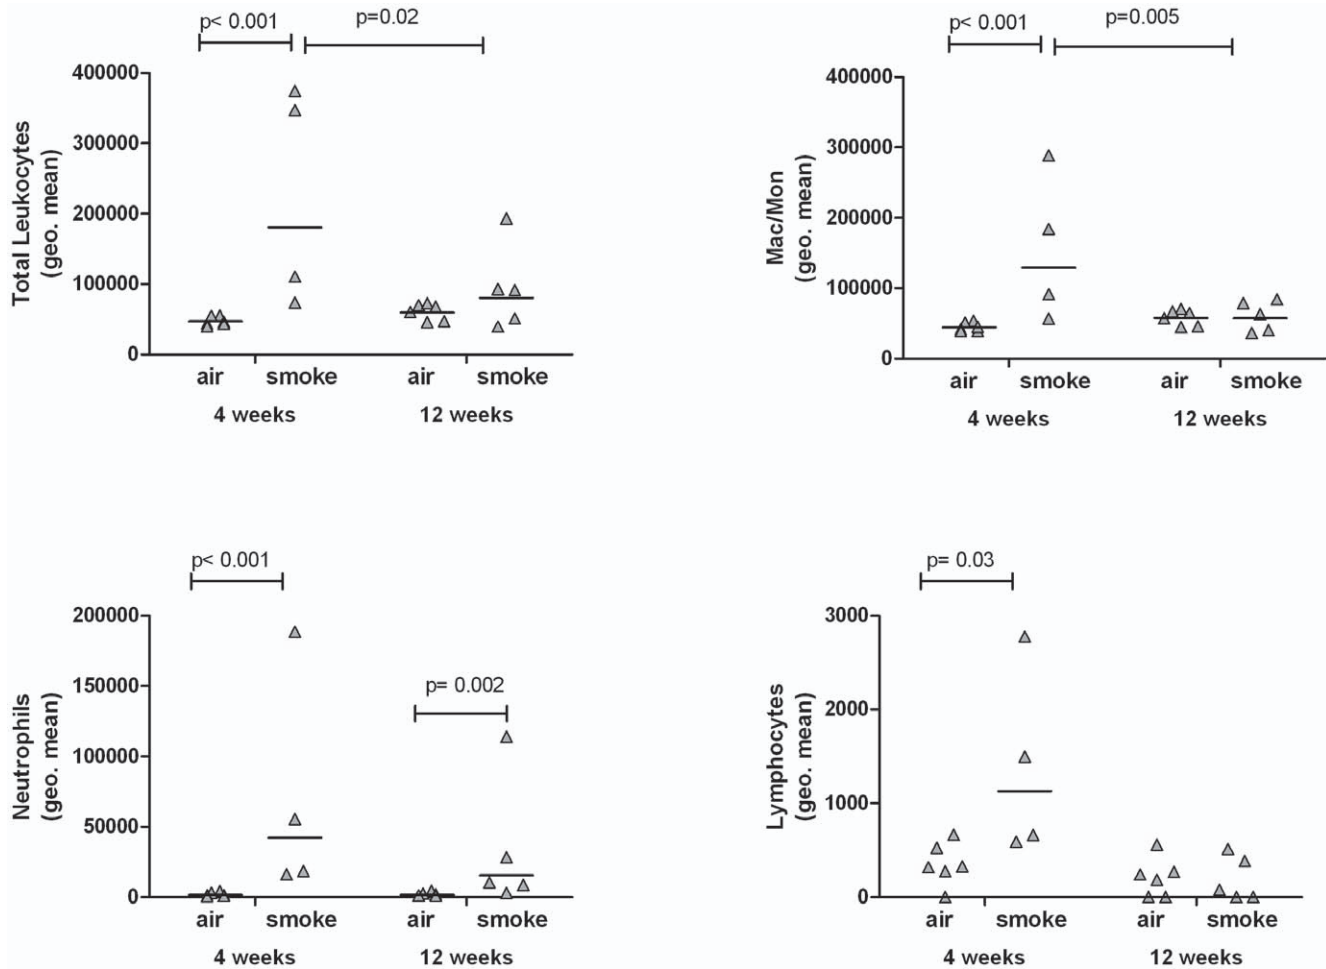 p< 0.001
p=0.02
400000
300000
200000
100000
0
Total Leukocytes
(geo. mean)
air
smoke
air
smoke
4 weeks
12 weeks
p< 0.001
p=0.005
400000
300000
200000
100000
0
Mac/Mon
(geo. mean)
air
smoke
air
smoke
4 weeks
12 weeks
p< 0.001
p= 0.002
200000
150000
100000
50000
0
Neutrophils
(geo. mean)
air
smoke
air
smoke
4 weeks
12 weeks
p= 0.03
3000
2000
1000
0
Lymphocytes
(geo. mean)
air
smoke
air
smoke
4 weeks
12 weeks